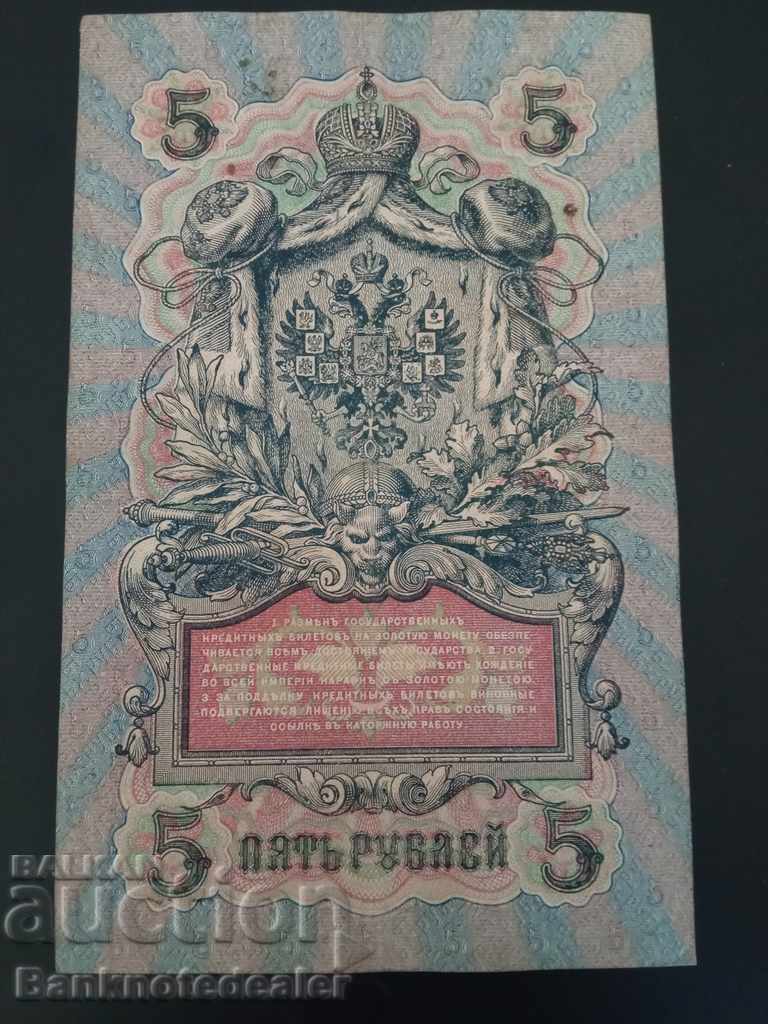 5 5
1. РАЗМѢНЪ ГОСУДАРСТВЕННЫХЪ
КРЕДИТНЫХЪ БИЛЕТОВЪ НА ЗОЛОТУЮ МОНЕТУ ОБЕЗПЕ-
ЧИВАЕТСЯ ВСѢМЪ ДОСТОЯНІЕМЪ ГОСУДАРСТВА. 2. ГОСУ-
ДАРСТВЕННЫЕ КРЕДИТНЫЕ БИЛЕТЫ ИМѢЮТЪ ХОЖДЕНІЕ
ВО ВСЕЙ ИМПЕРІИ НАРАВНѢ СЪ ЗОЛОТОЮ МОНЕТОЮ.
3 ЗА ПОДДѢЛКУ КРЕДИТНЫХЪ БИЛЕТОВЪ ВИНОВНЫЕ
ПОДВЕРГАЮТСЯ ЛИШЕНІЮ ВСѢХЪ ПРАВЪ СОСТОЯНІЯ И
ССЫЛКѢ ВЪ КАТОРЖНУЮ РАБОТУ.
5 ПЯТЬ РУБЛЕЙ 5
BALKAN
auction
Banknotedealer